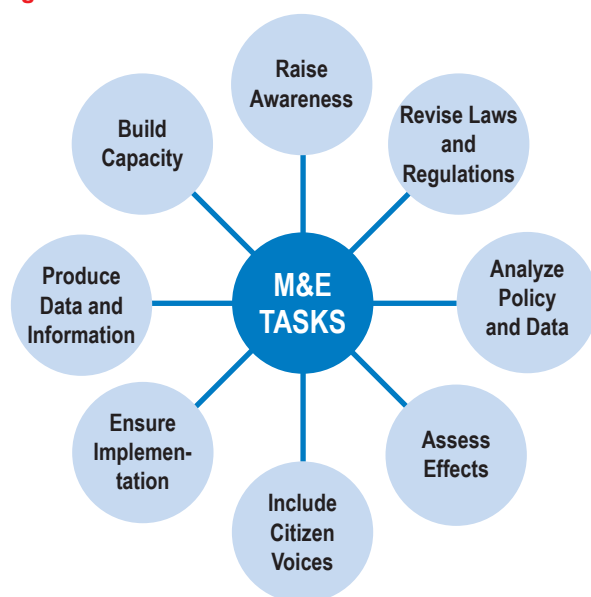 Raise
Awareness
Revise Laws
and
Regulations
Analyze
Policy
and Data
Assess
Effects
Include
Citizen
Voices
Ensure
Implemen-
tation
Produce
Data and
Information
Build
Capacity
M&E
TASKS